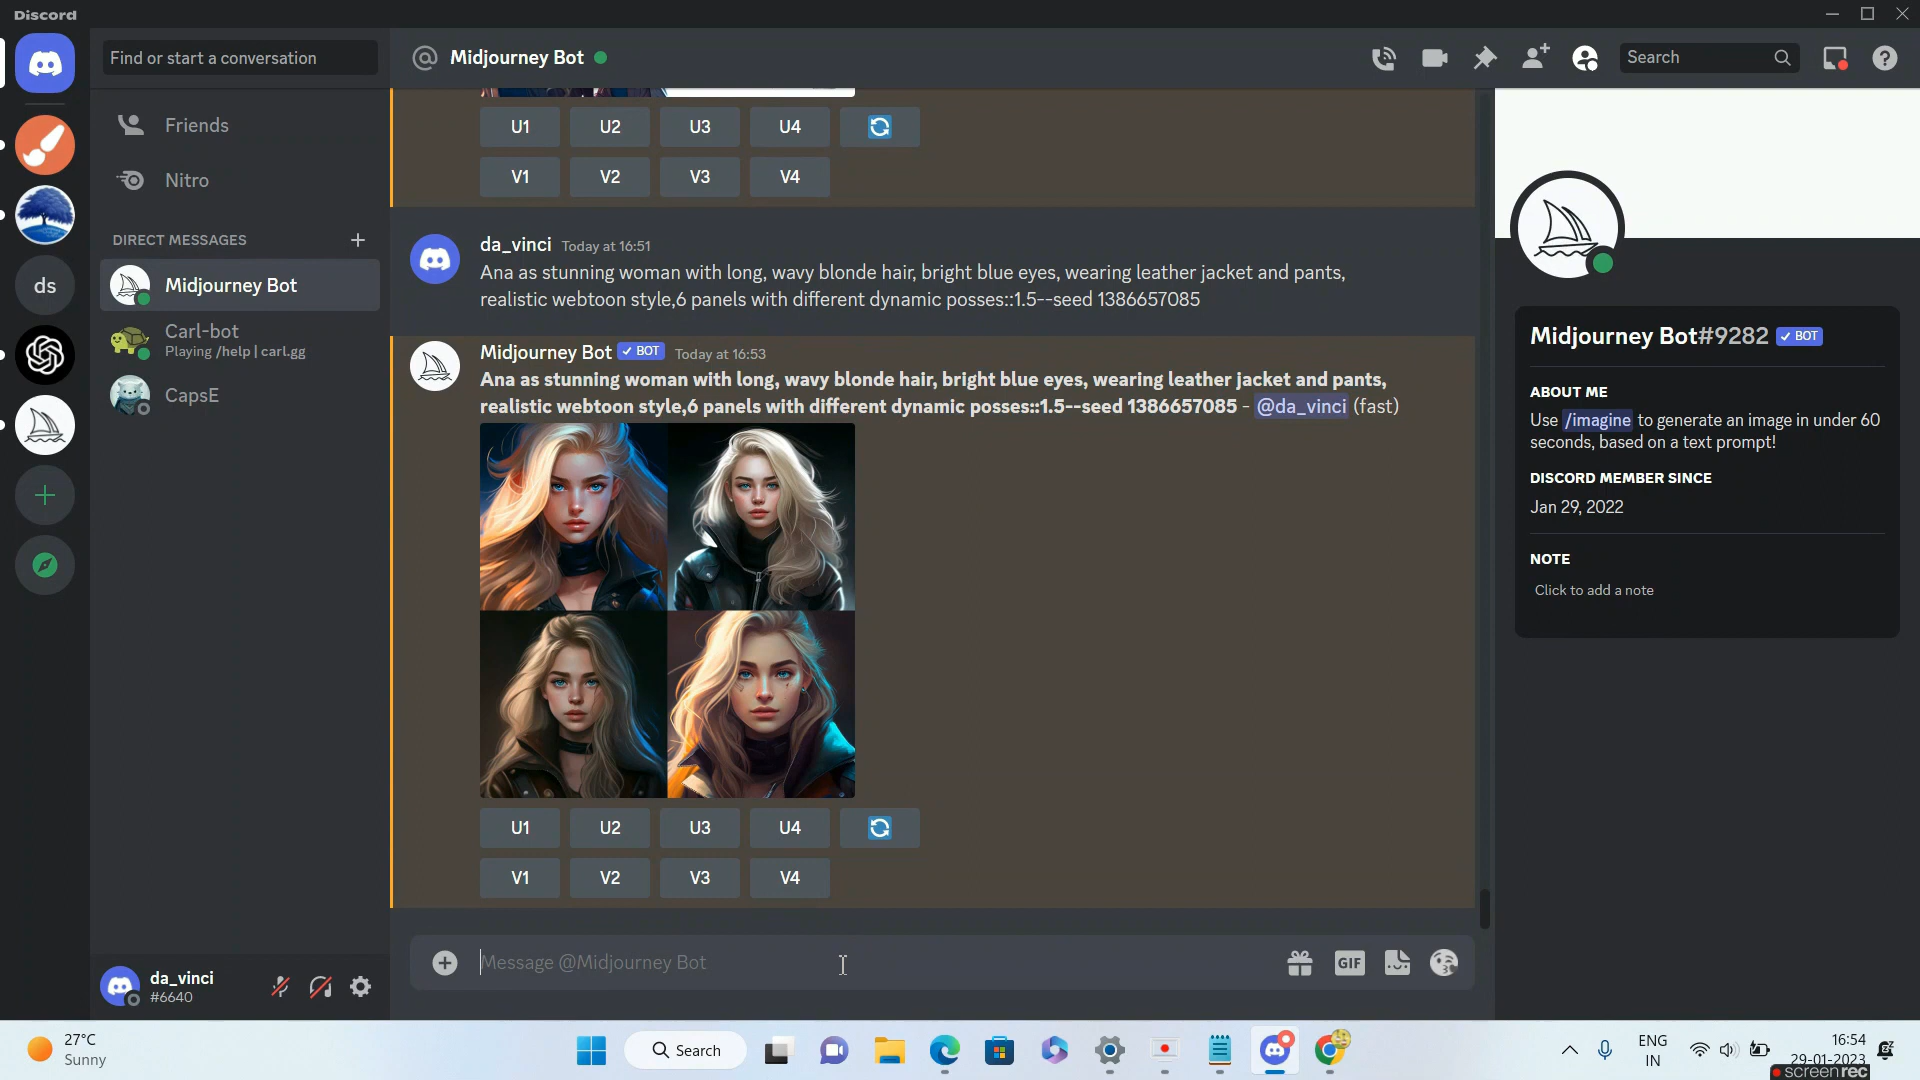 Discord
Find or start a conversation
Midjourney Bot
Search
Friends
Nitro
DIRECT MESSAGES
Midjourney Bot
Carl-bot
Playing /help | carl.gg
CapsE
ds
U1 U2 U3 U4
V1 V2 V3 V4
da_vinci Today at 16:51
Ana as stunning woman with long, wavy blonde hair, bright blue eyes, wearing leather jacket and pants,
realistic webtoon style,6 panels with different dynamic posses::1.5--seed 1386657085
Midjourney Bot BOT Today at 16:53
Ana as stunning woman with long, wavy blonde hair, bright blue eyes, wearing leather jacket and pants,
realistic webtoon style,6 panels with different dynamic posses::1.5--seed 1386657085 - @da_vinci (fast)
U1 U2 U3 U4
V1 V2 V3 V4
Message @Midjourney Bot
GIF
da_vinci
#6640
Midjourney Bot#9282 BOT
ABOUT ME
Use /imagine to generate an image in under 60
seconds, based on a text prompt!
DISCORD MEMBER SINCE
Jan 29, 2022
NOTE
Click to add a note
27°C
Sunny
Search
ENG
IN
16:54
29-01-2023
screenrec